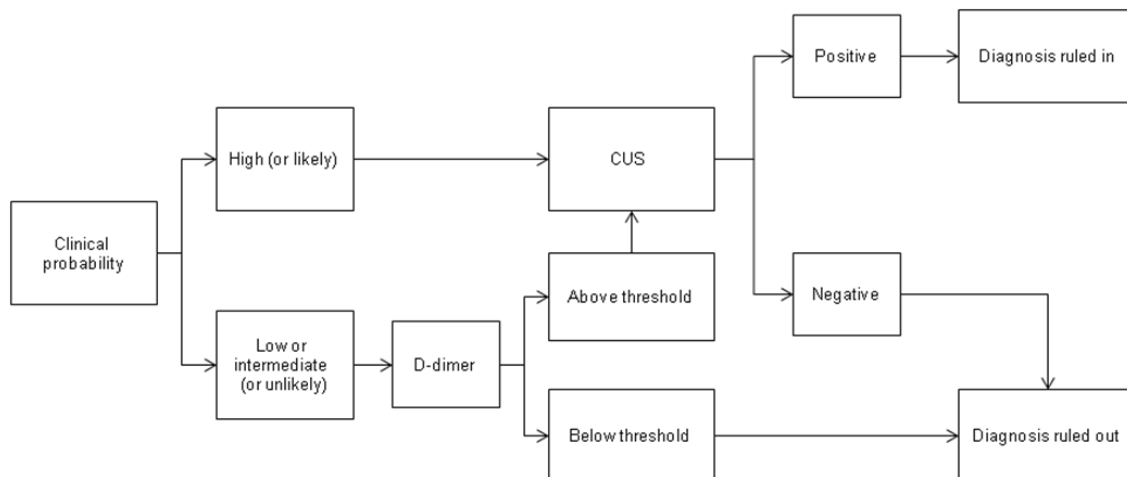 Positive
Diagnosis ruled in
High (or likely)
CUS
Clinical
probability
Above threshold
Negative
Low or
intermediate
(or unlikely)
D-dimer
Below threshold
Diagnosis ruled out